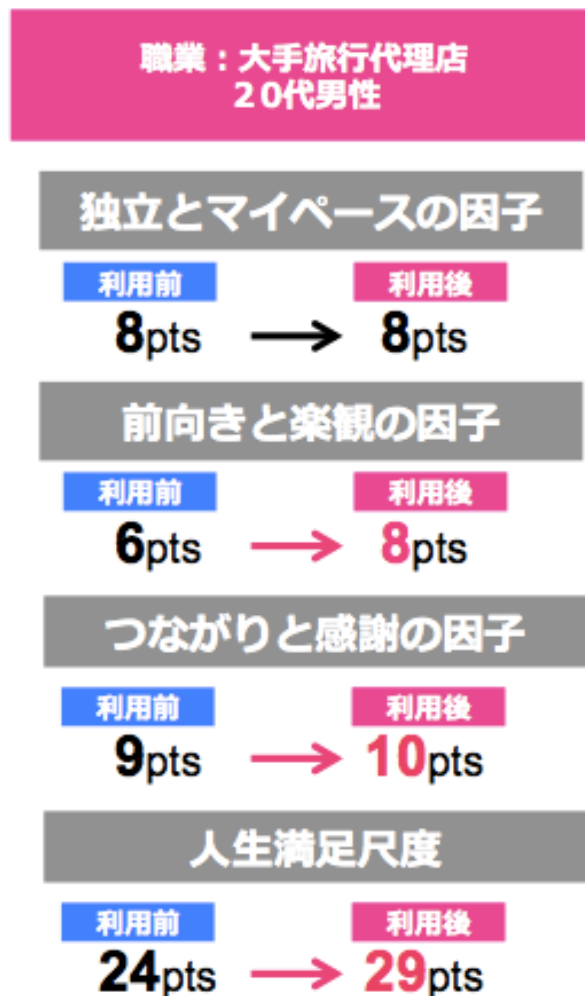 職業：大手旅行代理店
２０代男性
独立とマイペースの因子
利用前 利用後
8pts → 8pts
前向きと楽観の因子
利用前 利用後
6pts → 8pts
つながりと感謝の因子
利用前 利用後
9pts → 10pts
人生満足尺度
利用前 利用後
24pts → 29pts